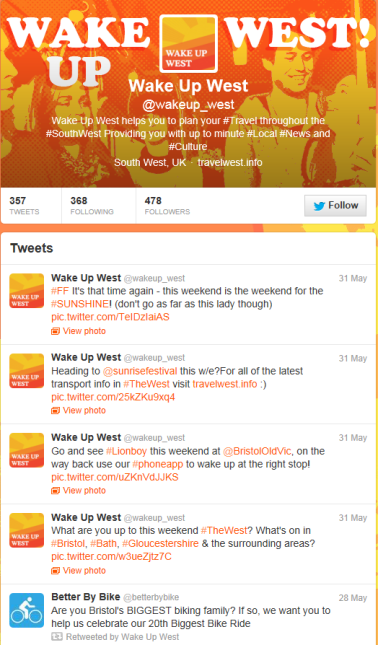 WAKE WEST!
UP
WAKE UP
WEST
Wake Up West
@wakeup_west
Wake Up West helps you to plan your #Travel throughout the
#SouthWest Providing you with up to minute #Local #News and
#Culture
South West, UK · travelwest.info
357 368 478
TWEETS FOLLOWING FOLLOWERS
Follow
Tweets
Wake Up West @wakeup_west 31 May
#FF It's that time again - this weekend is the weekend for the
#SUNSHINE! (don't go as far as this lady though)
pic.twitter.com/TeIDzIaiAS
View photo
WAKE UP
WEST
Wake Up West @wakeup_west 31 May
Heading to @sunrisefestival this w/e?For all of the latest
transport info in #TheWest visit travelwest.info :)
pic.twitter.com/25kZKu9xq4
View photo
WAKE UP
WEST
Wake Up West @wakeup_west 31 May
Go and see #Lionboy this weekend at @BristolOldVic, on the
way back use our #phoneapp to wake up at the right stop!
pic.twitter.com/uZKnVdJJKS
View photo
WAKE UP
WEST
Wake Up West @wakeup_west 31 May
What are you up to this weekend #TheWest? What's on in
#Bristol, #Bath, #Gloucestershire & the surrounding areas?
pic.twitter.com/w3ueZjtz7C
View photo
WAKE UP
WEST
Better By Bike @betterbybike 28 May
Are you Bristol's BIGGEST biking family? If so, we want you to
help us celebrate our 20th Biggest Bike Ride
Retweeted by Wake Up West